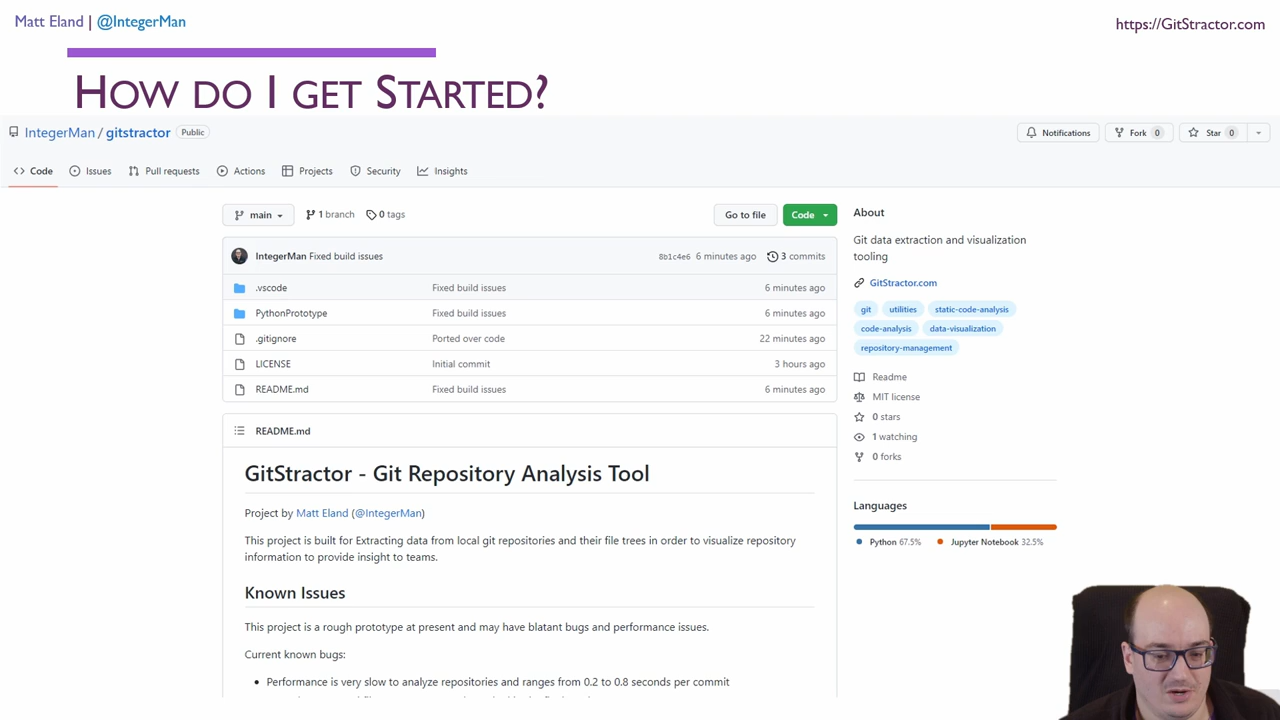 Matt Eland | @IntegerMan
https://GitStractor.com
HOW DO I GET STARTED?
IntegerMan / gitstractor Public
Notifications Fork 0 Star 0
Code Issues Pull requests Actions Projects Security Insights
main 1 branch 0 tags Go to file Code
IntegerMan Fixed build issues 8b1c4e6 6 minutes ago 3 commits
.vscode Fixed build issues 6 minutes ago
PythonPrototype Fixed build issues 6 minutes ago
.gitignore Ported over code 22 minutes ago
LICENSE Initial commit 3 hours ago
README.md Fixed build issues 6 minutes ago
README.md
GitStractor - Git Repository Analysis Tool
Project by Matt Eland (@IntegerMan)
This project is built for Extracting data from local git repositories and their file trees in order to visualize repository
information to provide insight to teams.
Known Issues
This project is a rough prototype at present and may have blatant bugs and performance issues.
Current known bugs:
• Performance is very slow to analyze repositories and ranges from 0.2 to 0.8 seconds per commit
About
Git data extraction and visualization
tooling
GitStractor.com
git utilities static-code-analysis
code-analysis data-visualization
repository-management
Readme
MIT license
0 stars
1 watching
0 forks
Languages
Python 67.5% Jupyter Notebook 32.5%